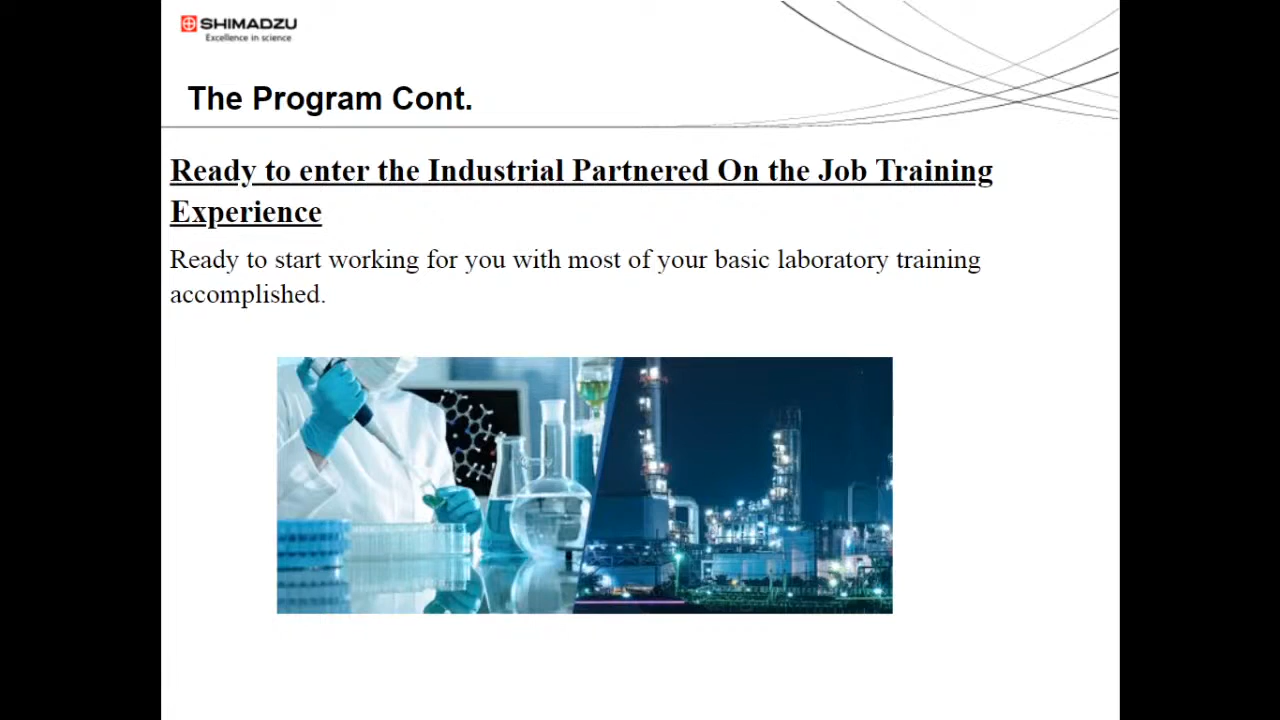 SHIMADZU
Excellence in science
The Program Cont.
Ready to enter the Industrial Partnered On the Job Training
Experience
Ready to start working for you with most of your basic laboratory training
accomplished.